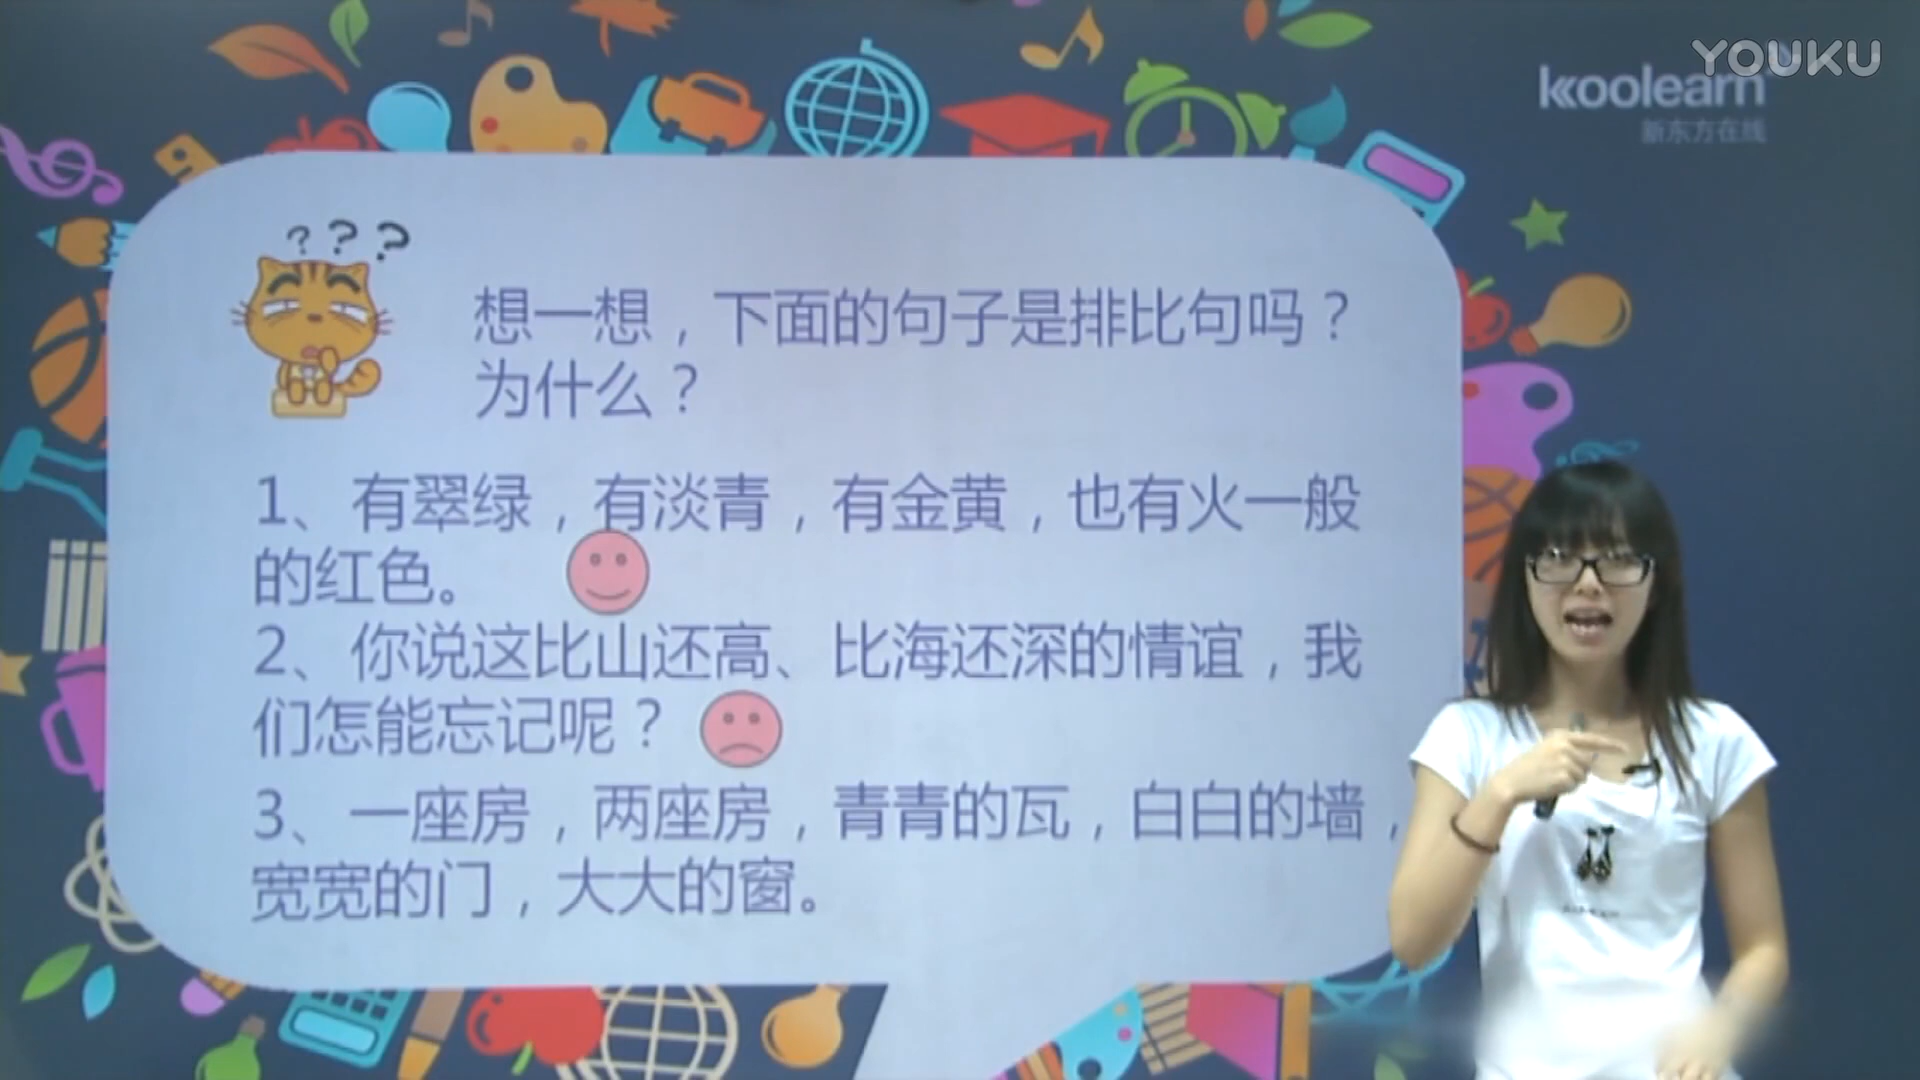 YOUKU
koolearn
新东方在线
? ? ?
想一想，下面的句子是排比句吗？
为什么？
1、有翠绿，有淡青，有金黄，也有火一般
的红色。
2、你说这比山还高、比海还深的情谊，我
们怎能忘记呢？
3、一座房，两座房，青青的瓦，白白的墙，
宽宽的门，大大的窗。